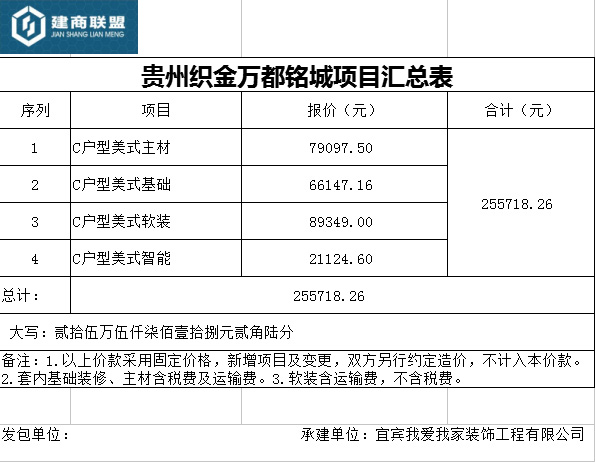 建商联盟
JIAN SHANG LIAN MENG
贵州织金万都铭城项目汇总表
序列 项目 报价（元） 合计（元）
1 C户型美式主材 79097.50
2 C户型美式基础 66147.16
255718.26
3 C户型美式软装 89349.00
4 C户型美式智能 21124.60
总计： 255718.26
大写：贰拾伍万伍仟柒佰壹拾捌元贰角陆分
备注：1.以上价款采用固定价格，新增项目及变更，双方另行约定造价，不计入本价款。
2.套内基础装修、主材含税费及运输费。3.软装含运输费，不含税费。
发包单位： 承建单位：宜宾我爱我家装饰工程有限公司